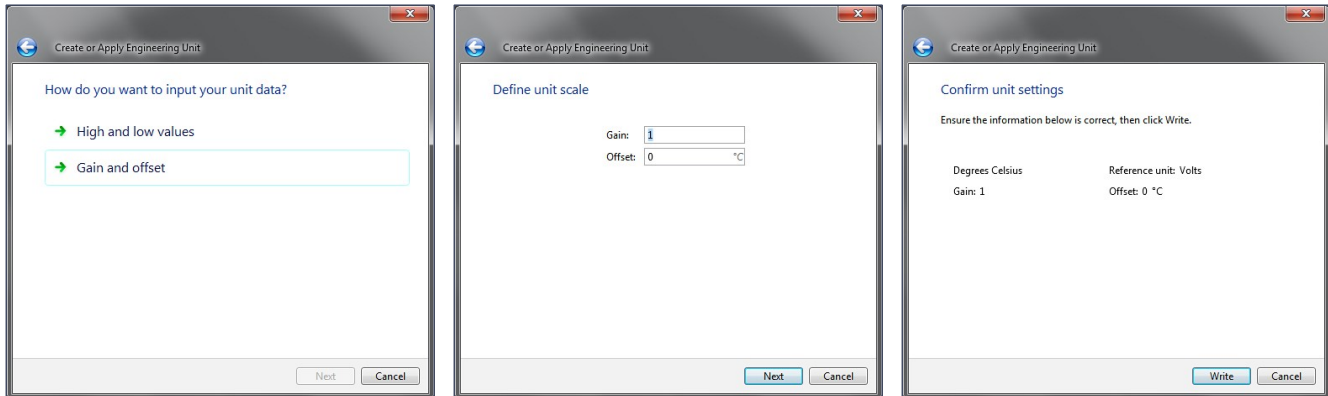 Create or Apply Engineering Unit
How do you want to input your unit data?
High and low values
Gain and offset
Next Cancel
Create or Apply Engineering Unit
Define unit scale
Gain: 1
Offset: 0 °C
Next Cancel
Create or Apply Engineering Unit
Confirm unit settings
Ensure the information below is correct, then click Write.
Degrees Celsius Reference unit: Volts
Gain: 1 Offset: 0 °C
Write Cancel